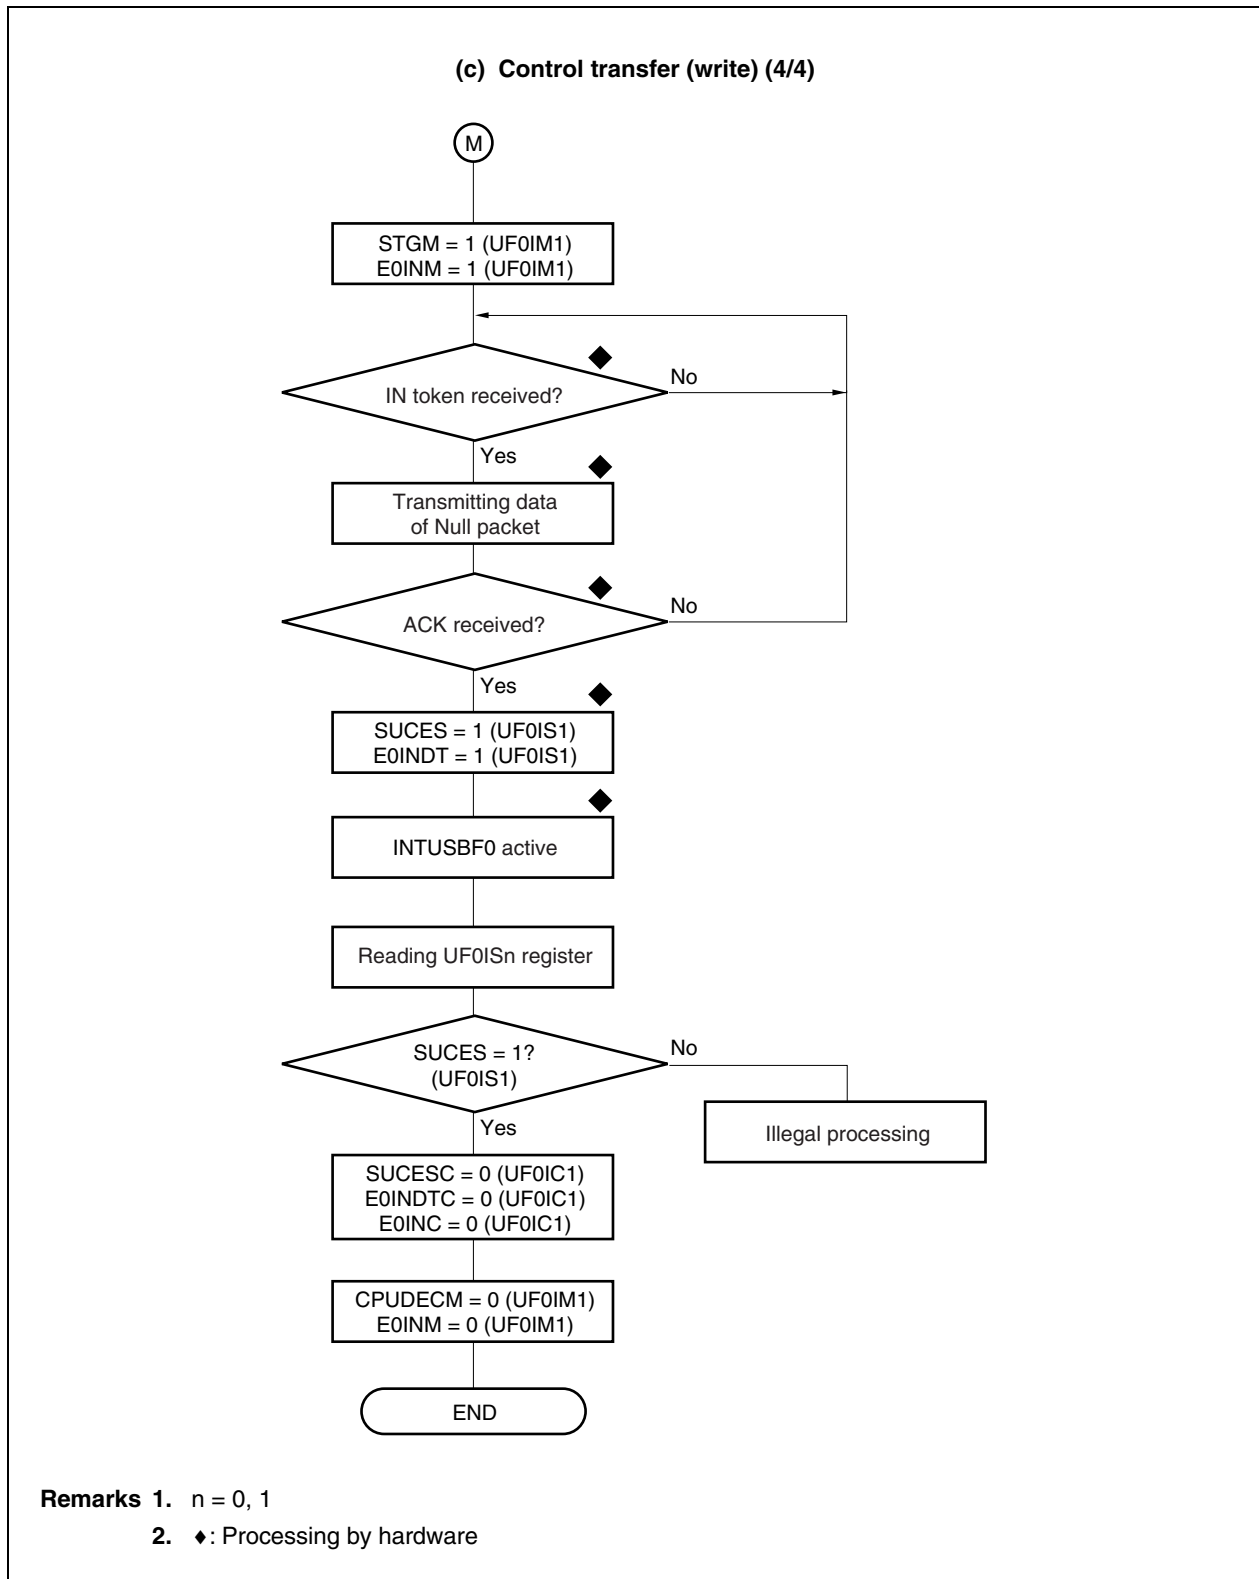 (c) Control transfer (write) (4/4)
M
STGM = 1 (UF0IM1)
E0INM = 1 (UF0IM1)
IN token received?
No
Yes
Transmitting data
of Null packet
ACK received?
No
Yes
SUCES = 1 (UF0IS1)
E0INDT = 1 (UF0IS1)
INTUSBF0 active
Reading UF0ISn register
SUCES = 1?
(UF0IS1)
No
Yes
Illegal processing
SUCESC = 0 (UF0IC1)
E0INDTC = 0 (UF0IC1)
E0INC = 0 (UF0IC1)
CPUDECM = 0 (UF0IM1)
E0INM = 0 (UF0IM1)
END
Remarks 1. n = 0, 1
2. ♦: Processing by hardware